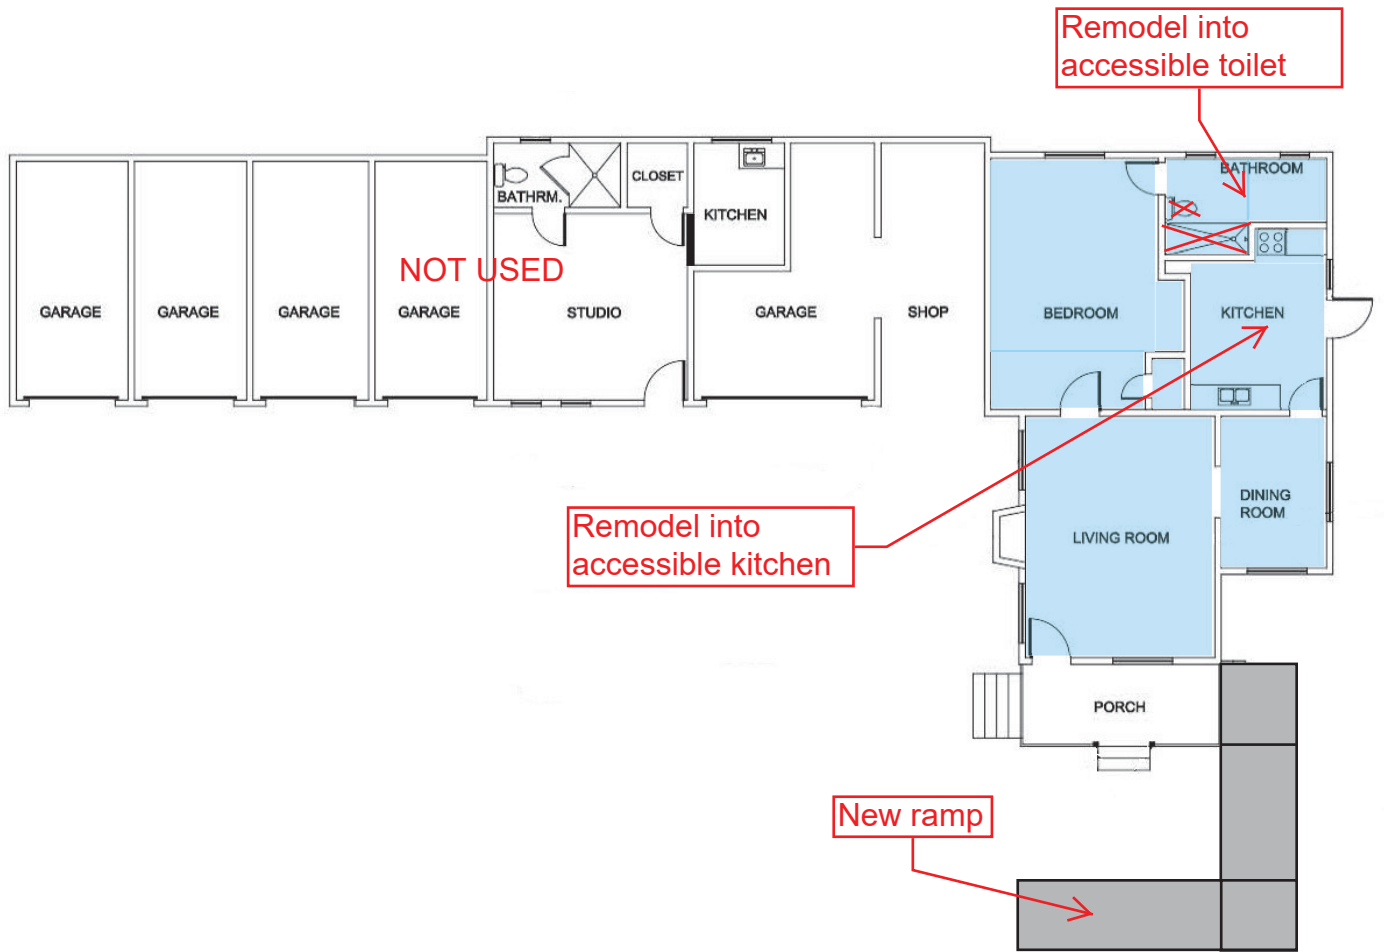 Remodel into
accessible toilet
BATHROOM
CLOSET
BATHRM.
KITCHEN
NOT USED
GARAGE
GARAGE
GARAGE
GARAGE
STUDIO
GARAGE
SHOP
BEDROOM
KITCHEN
DINING
ROOM
Remodel into
accessible kitchen
LIVING ROOM
PORCH
New ramp